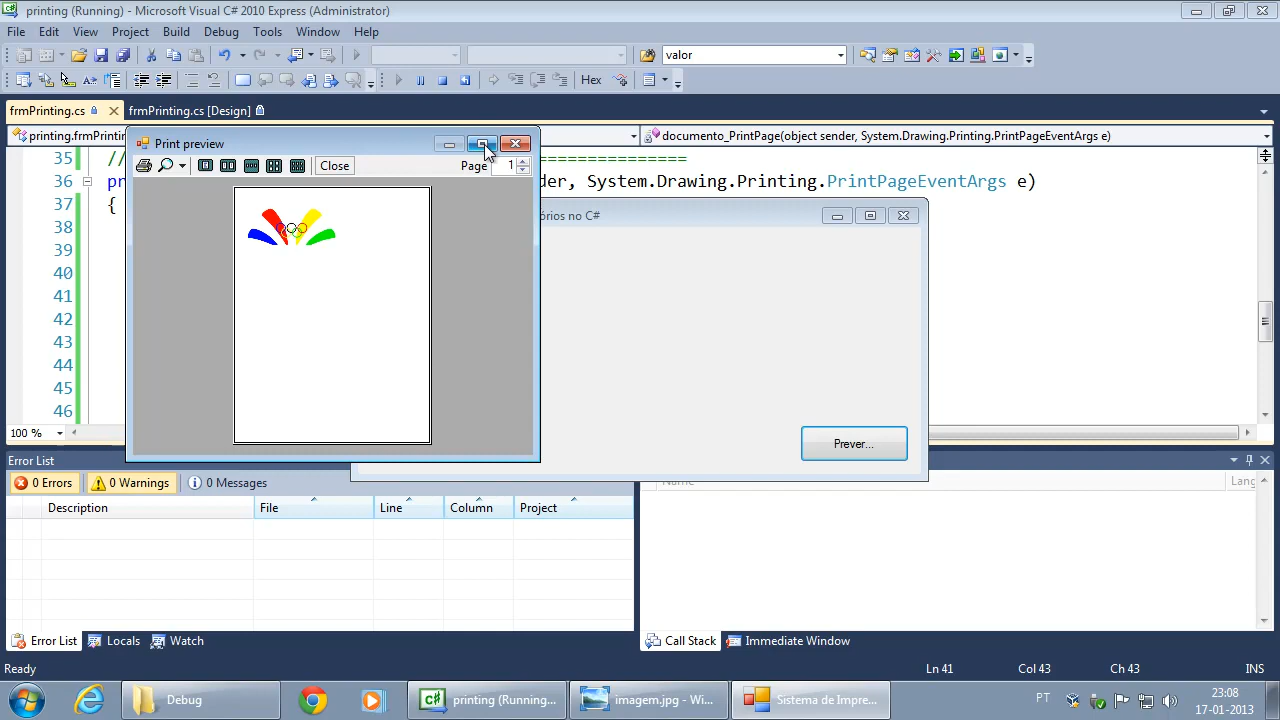 printing (Running) - Microsoft Visual C# 2010 Express (Administrator)
File Edit View Project Build Debug Tools Window Help
valor
Hex
frmPrinting.cs frmPrinting.cs [Design]
printing.frmPrintin documento_PrintPage(object sender, System.Drawing.Printing.PrintPageEventArgs e)
Print preview
Close Page 1
35 // ===============
36 pr der, System.Drawing.Printing.PrintPageEventArgs e)
37 {
38
39
40
41
42
43
44
45
46
órios no C#
Prever...
100 %
Error List
0 Errors 0 Warnings 0 Messages
Description File Line Column Project
Name Lang
Error List Locals Watch
Call Stack Immediate Window
Ready Ln 41 Col 43 Ch 43 INS
Debug printing (Running... imagem.jpg - Wi... Sistema de Impre... PT 23:08
17-01-2013